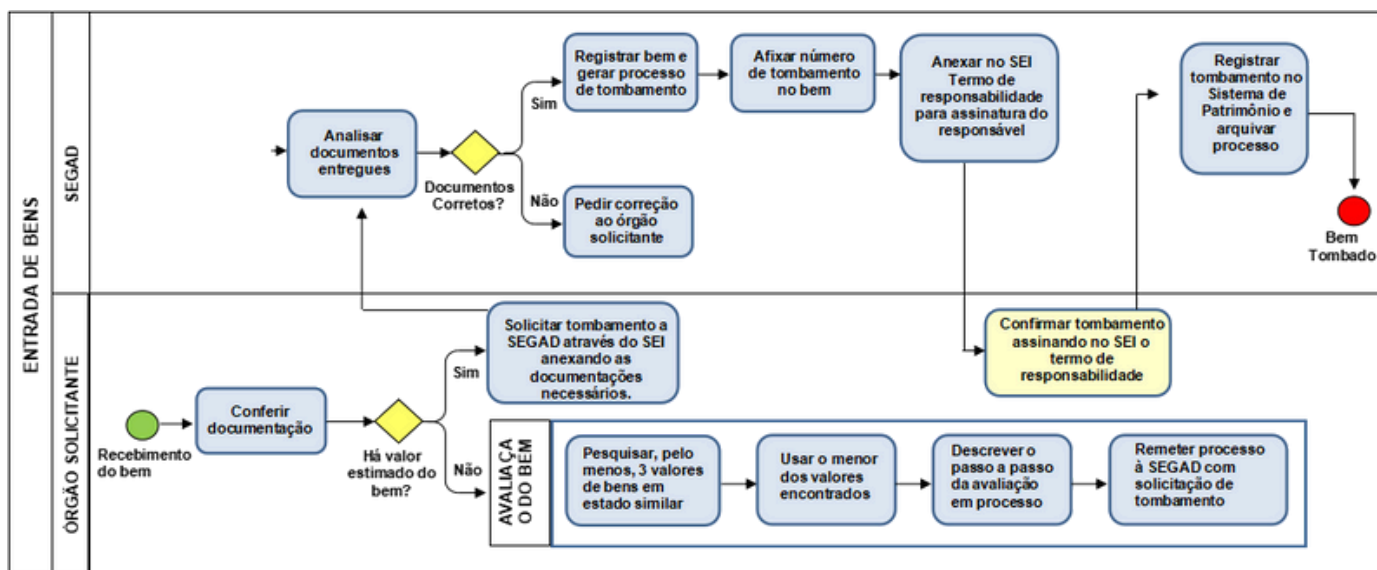 ENTRADA DE BENS
SEGAD
Analisar
documentos
entregues
Documentos
Corretos?
Sim
Não
Registrar bem e
gerar processo
de tombamento
Afixar número
de tombamento
no bem
Anexar no SEI
Termo de
responsabilidade
para assinatura do
responsável
Registrar
tombamento no
Sistema de
Patrimônio e
arquivar
processo
Pedir correção
ao órgão
solicitante
Bem
Tombado
ÓRGÃO SOLICITANTE
Recebimento
do bem
Conferir
documentação
Há valor
estimado do
bem?
Sim
Não
Solicitar tombamento a
SEGAD através do SEI
anexando as
documentações
necessários.
Confirmar tombamento
assinando no SEI o
termo de
responsabilidade
AVALIAÇA
O DO BEM
Pesquisar, pelo
menos, 3 valores
de bens em
estado similar
Usar o menor
dos valores
encontrados
Descrever o
passo a passo
da avaliação
em processo
Remeter processo
à SEGAD com
solicitação de
tombamento